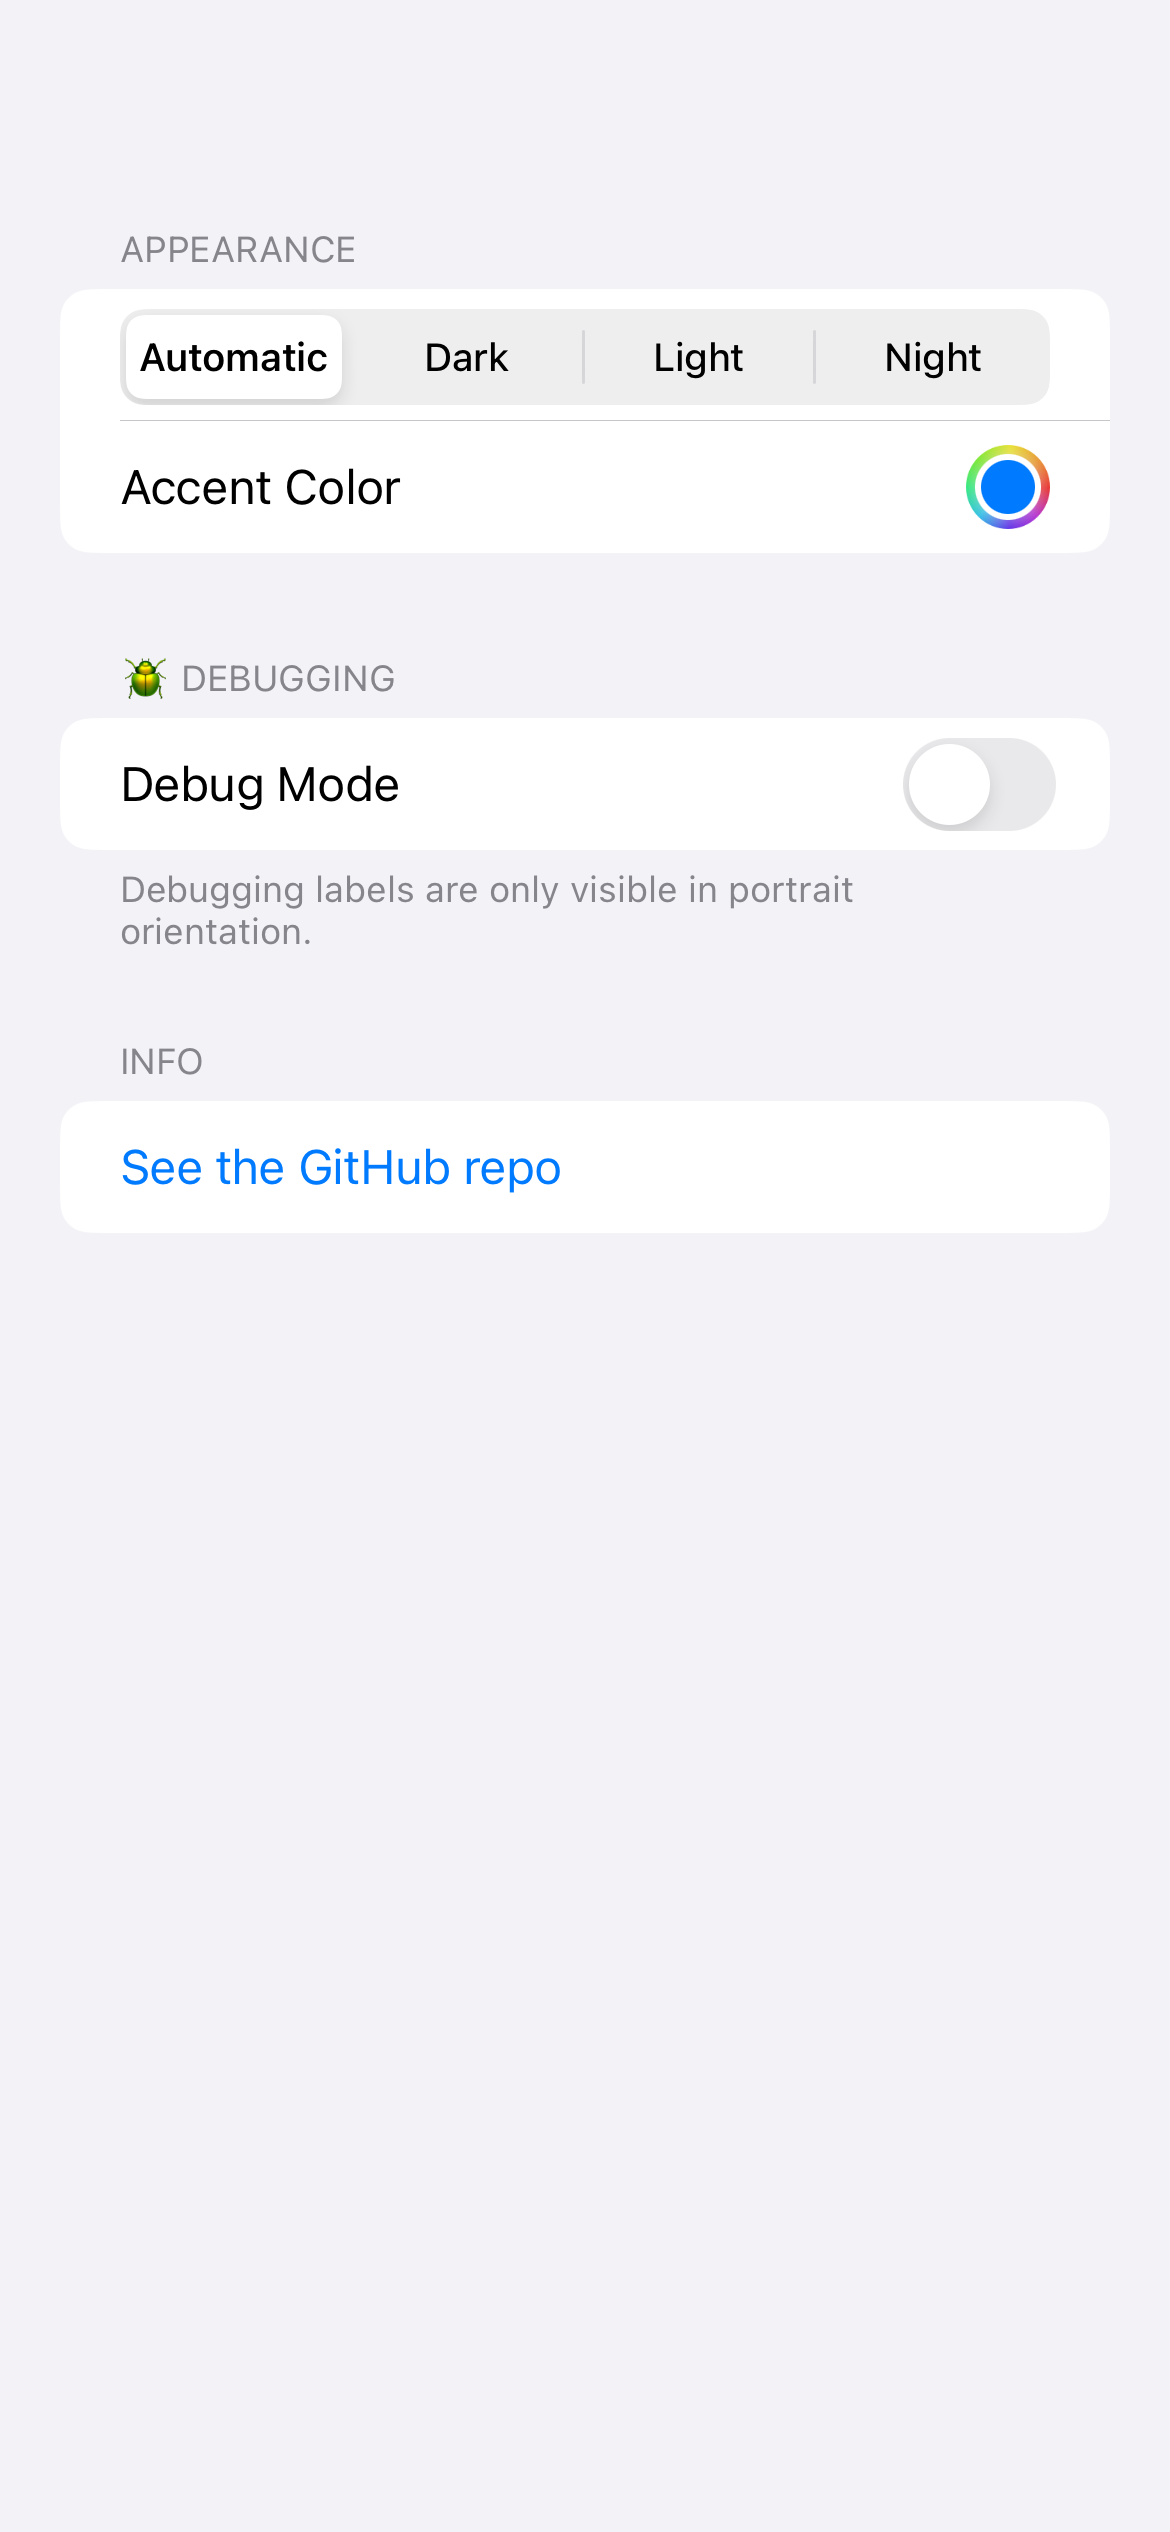 APPEARANCE
Automatic Dark Light Night
Accent Color
🪲 DEBUGGING
Debug Mode
Debugging labels are only visible in portrait
orientation.
INFO
See the GitHub repo